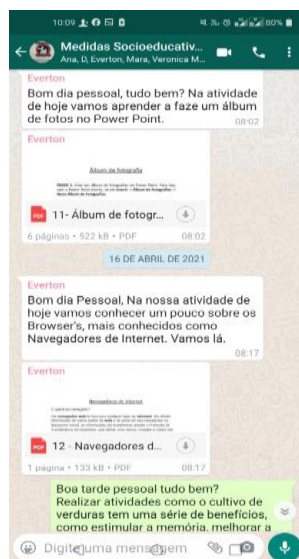 10:09
80%
Medidas Socioeducativ...
Ana, D, Everton, Mara, Veronica M...
Everton
Bom dia pessoal, tudo bem? Na atividade
de hoje vamos aprender a faze um álbum
de fotos no Power Point.
08:02
Everton
Álbum de fotografia
PDF
11- Álbum de fotogr...
6 páginas • 522 kB • PDF
08:02
16 DE ABRIL DE 2021
Everton
Bom dia Pessoal, Na nossa atividade de
hoje vamos conhecer um pouco sobre os
Browser's, mais conhecidos como
Navegadores de Internet. Vamos lá.
08:17
Everton
Navegadores de internet
PDF
12 - Navegadores d...
1 página • 133 kB • PDF
08:17
Boa tarde pessoal tudo bem?
Realizar atividades como o cultivo de
verduras tem uma série de benefícios,
como estimular a memória, melhorar a
Digite uma mensagem